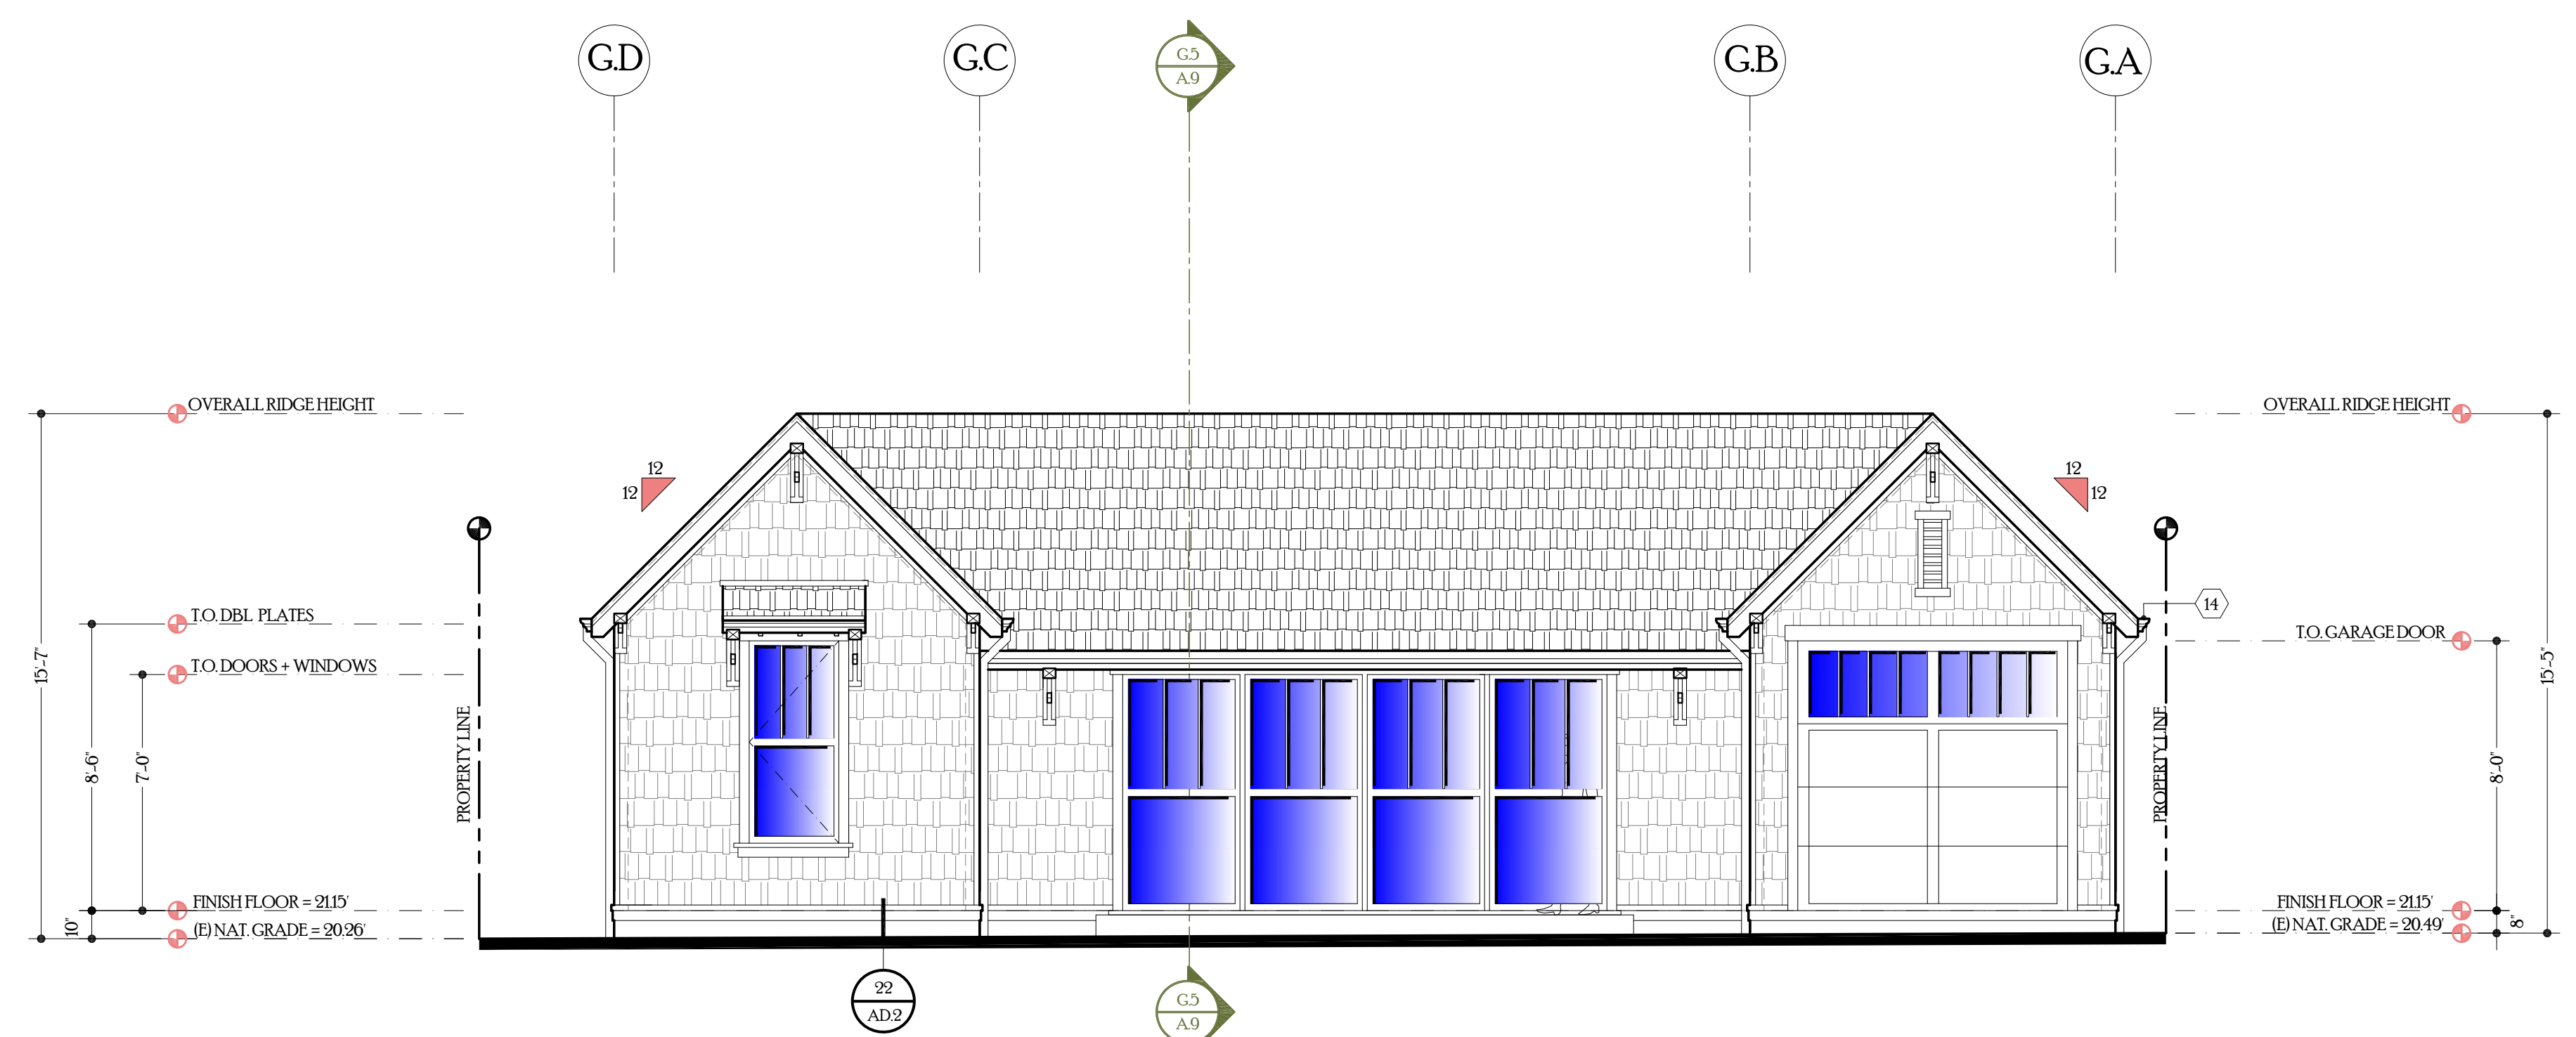 G.D
G.C
G.5
A.9
G.B
G.A
OVERALL RIDGE HEIGHT
OVERALL RIDGE HEIGHT
12
12
12
12
T.O. DBL PLATES
14
T.O. GARAGE DOOR
T.O. DOORS + WINDOWS
15'-7"
8'-6"
7'-0"
PROPERTY LINE
PROPERTY LINE
8'-0"
15'-5"
FINISH FLOOR = 21.15'
FINISH FLOOR = 21.15'
10"
(E) NAT. GRADE = 20.26'
(E) NAT. GRADE = 20.49'
8"
22
AD.2
G.5
A.9